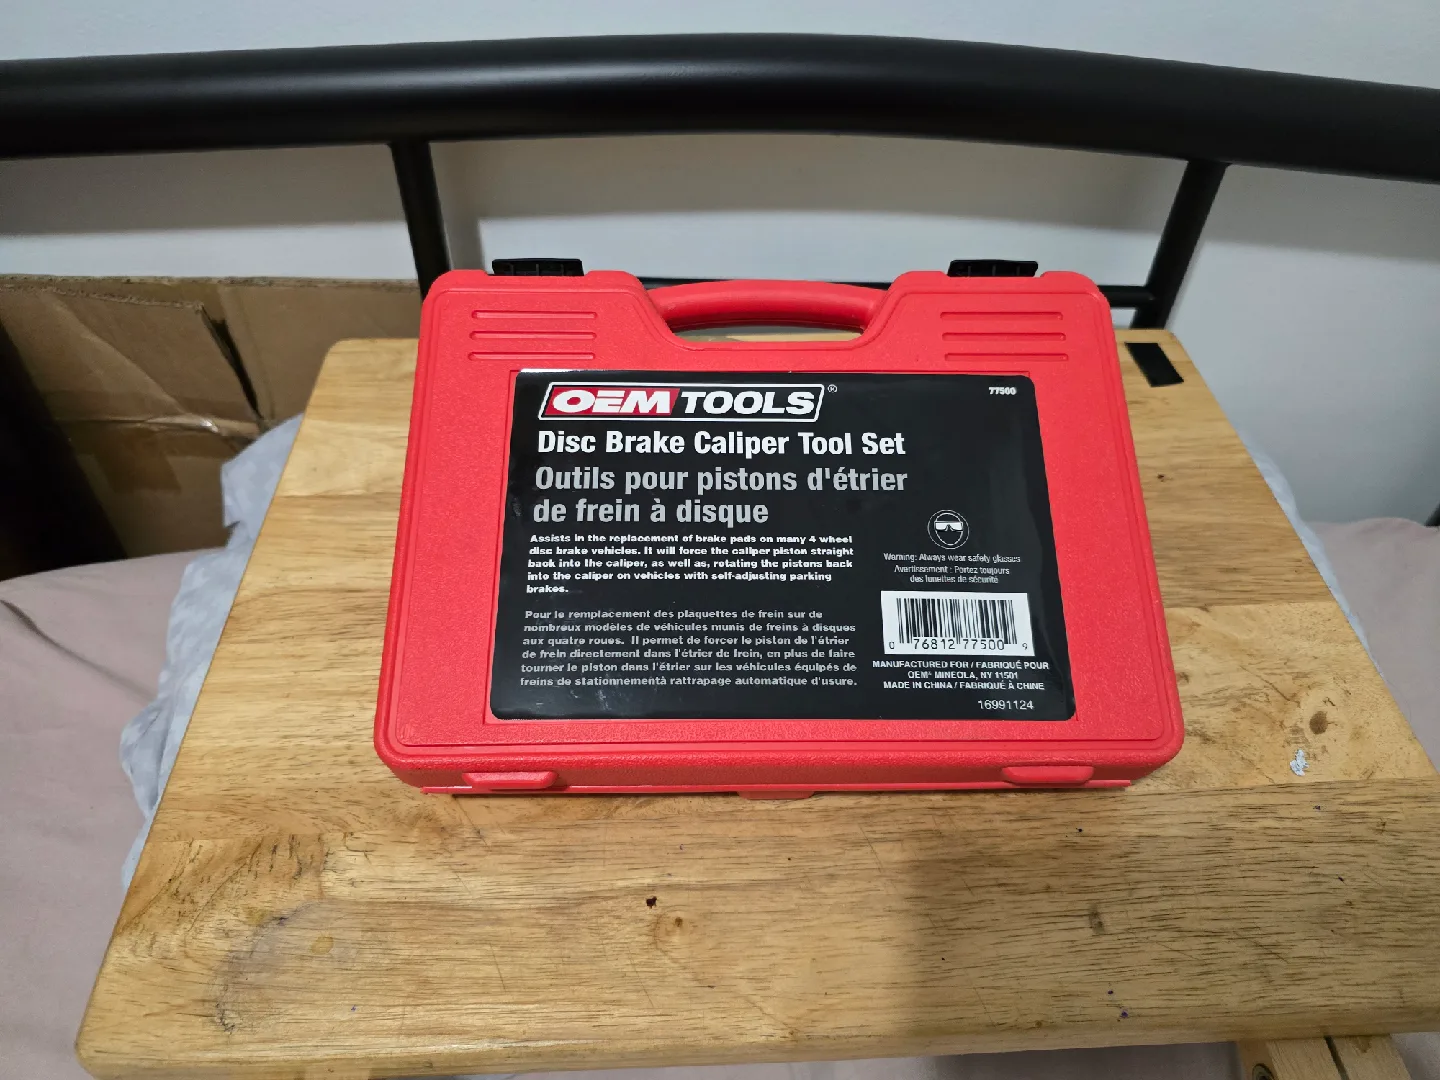 OEM TOOLS®
77500
Disc Brake Caliper Tool Set
Outils pour pistons d'étrier
de frein à disque
Assists in the replacement of brake pads on many 4 wheel
disc brake vehicles. It will force the caliper piston straight
back into the caliper, as well as, rotating the pistons back
into the caliper on vehicles with self-adjusting parking
brakes.
Pour le remplacement des plaquettes de frein sur de
nombreux modèles de véhicules munis de freins à disques
aux quatre roues. Il permet de forcer le piston de l'étrier
de frein directement dans l'étrier de frein, en plus de faire
tourner le piston dans l'étrier sur les véhicules équipés de
freins de stationnementà rattrapage automatique d'usure.
Warning: Always wear safety glasses
Avertissement : Portez toujours
des lunettes de sécurité
0 76812 77500 9
MANUFACTURED FOR / FABRIQUÉ POUR
OEM® MINEOLA, NY 11501
MADE IN CHINA / FABRIQUÉ À CHINE
16991124